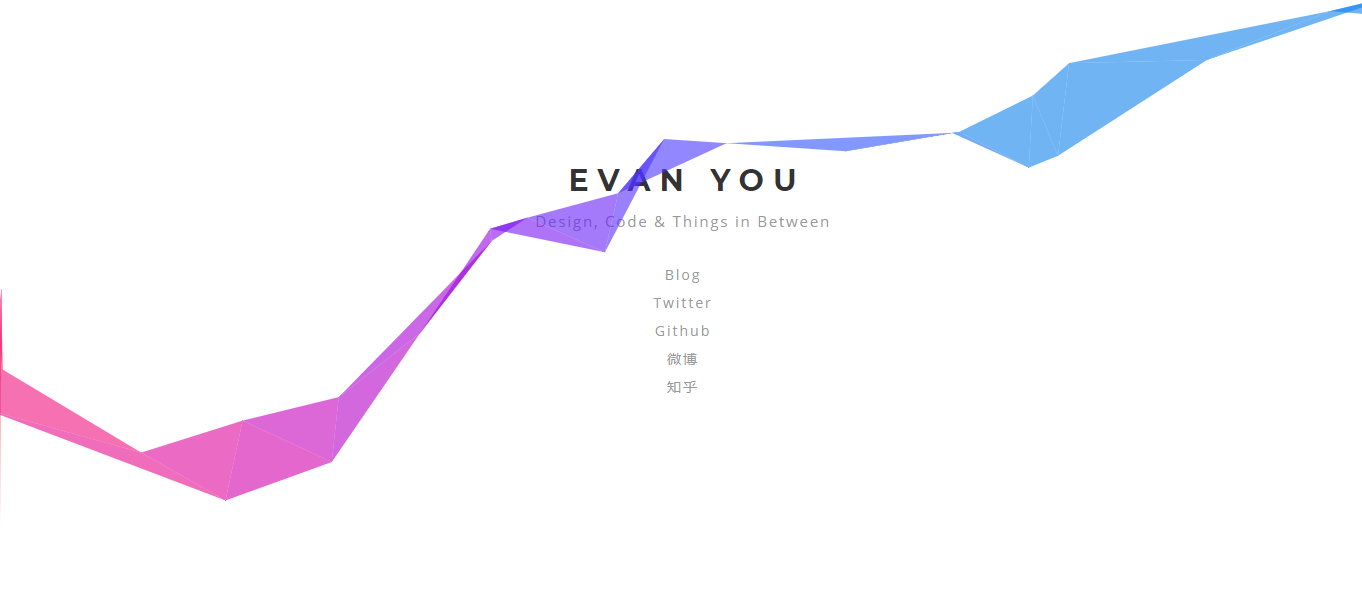 EVAN YOU
Design, Code & Things in Between
Blog
Twitter
Github
微博
知乎